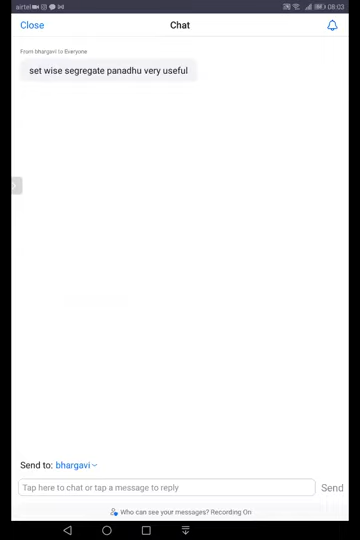 airtel
08:03
Close
Chat
From bhargavi to Everyone
set wise segregate panadhu very useful
Send to: bhargavi
Tap here to chat or tap a message to reply
Send
Who can see your messages? Recording On